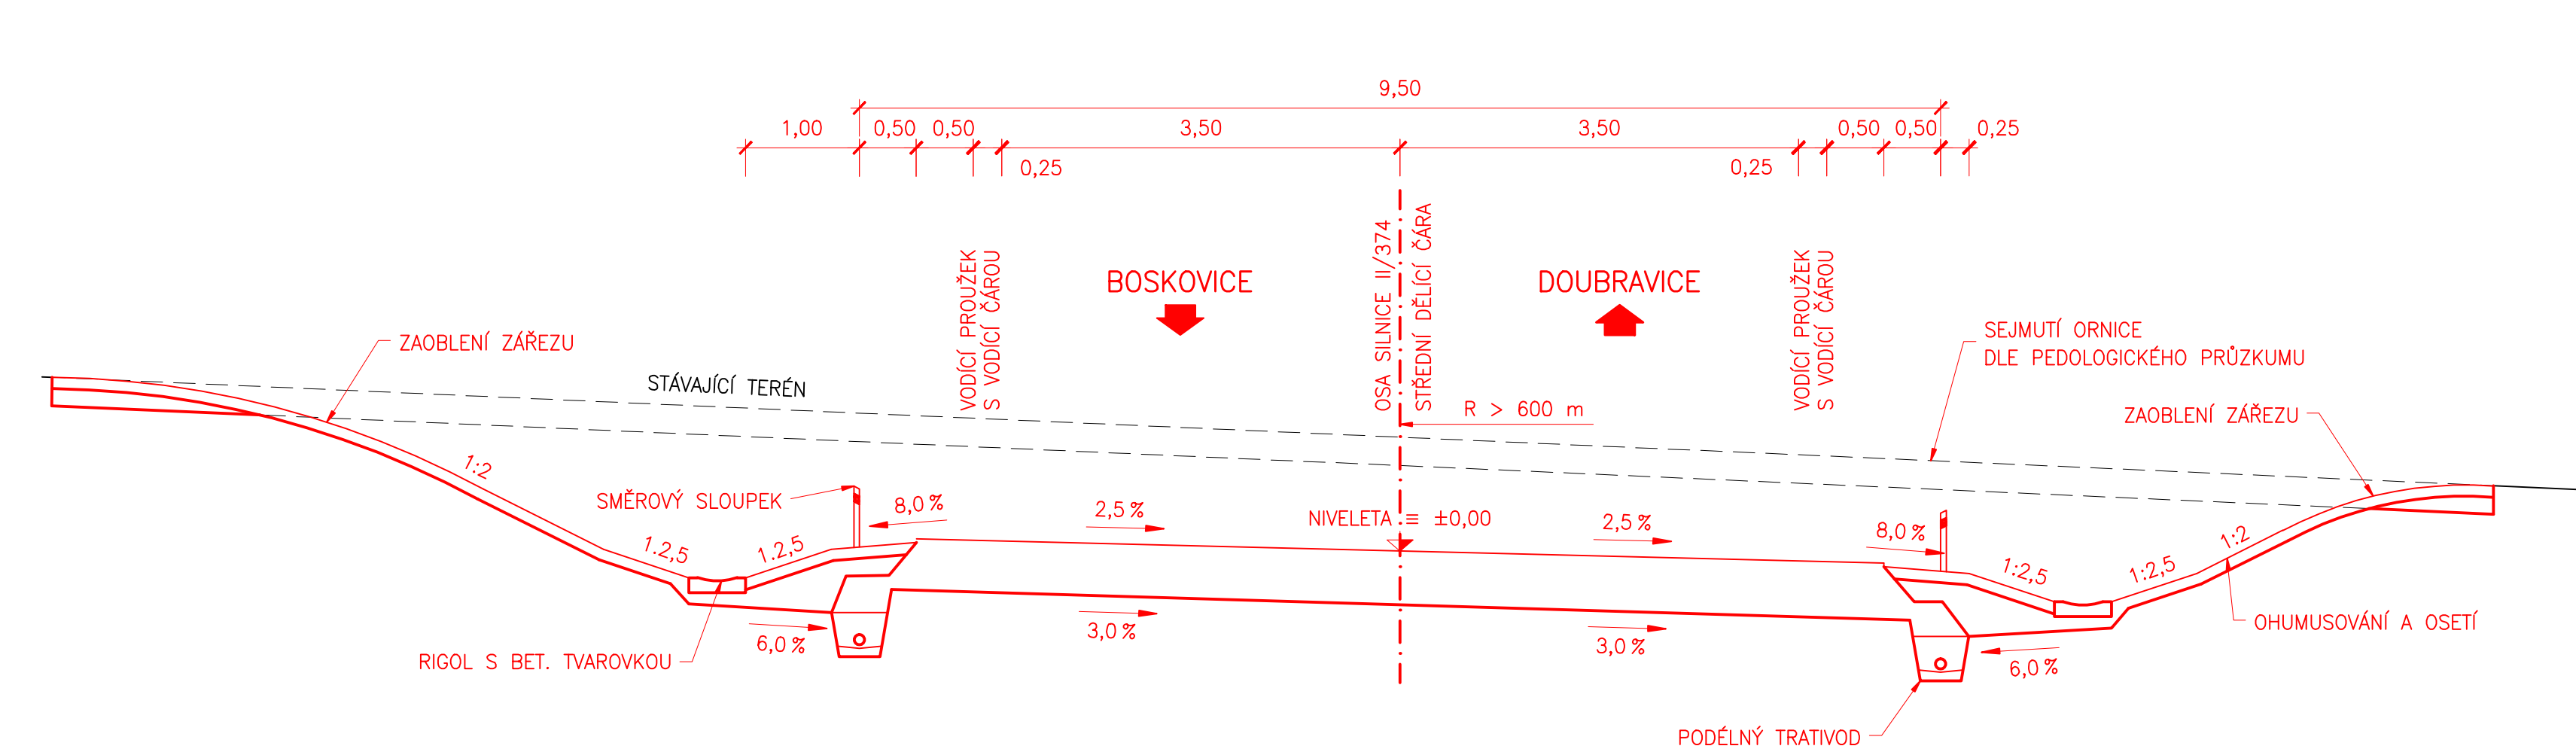 9,50
1,00
0,50
0,50
3,50
3,50
0,50
0,50
0,25
0,25
0,25
VODÍCÍ PROUŽEK
S VODÍCÍ ČÁROU
BOSKOVICE
OSA SILNICE II/374
STŘEDNÍ DĚLÍCÍ ČÁRA
DOUBRAVICE
VODÍCÍ PROUŽEK
S VODÍCÍ ČÁROU
ZAOBLENÍ ZÁŘEZU
SEJMUTÍ ORNICE
DLE PEDOLOGICKÉHO PRŮZKUMU
STÁVAJÍCÍ TERÉN
R > 600 m
ZAOBLENÍ ZÁŘEZU
1:2
SMĚROVÝ SLOUPEK
8,0%
2,5%
NIVELETA ≡ ±0,00
2,5%
8,0%
1:2
1:2,5
1:2,5
1:2,5
1:2,5
6,0%
3,0%
3,0%
6,0%
OHUMUSOVÁNÍ A OSETÍ
RIGOL S BET. TVAROVKOU
PODÉLNÝ TRATIVOD